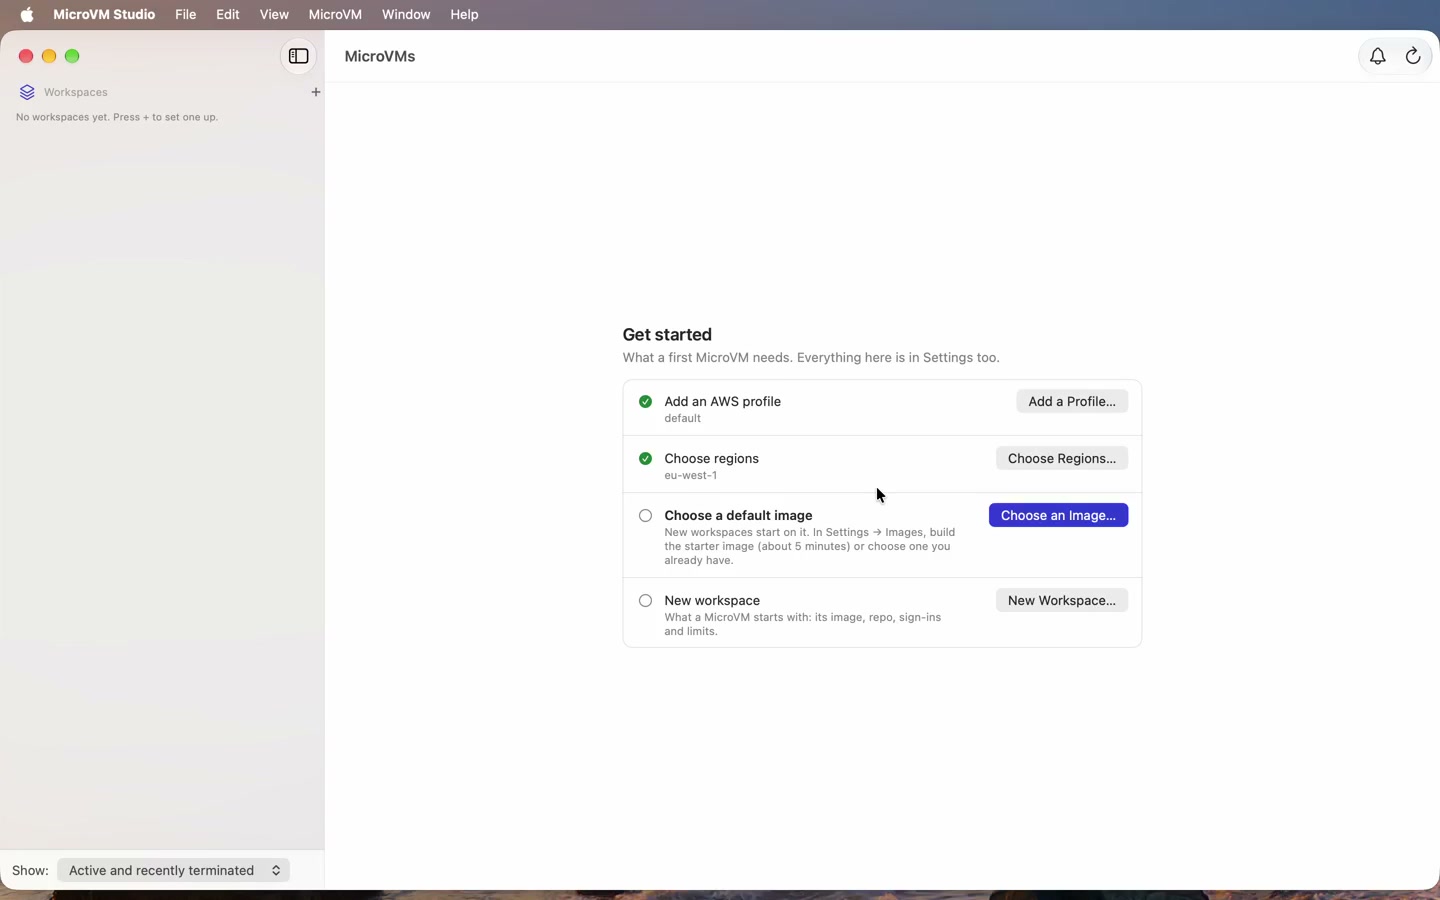 MicroVM Studio File Edit View MicroVM Window Help
MicroVMs
Workspaces +
No workspaces yet. Press + to set one up.
Get started
What a first MicroVM needs. Everything here is in Settings too.
Add an AWS profile
default
Add a Profile...
Choose regions
eu-west-1
Choose Regions...
Choose a default image
New workspaces start on it. In Settings → Images, build
the starter image (about 5 minutes) or choose one you
already have.
Choose an Image...
New workspace
What a MicroVM starts with: its image, repo, sign-ins
and limits.
New Workspace...
Show: Active and recently terminated